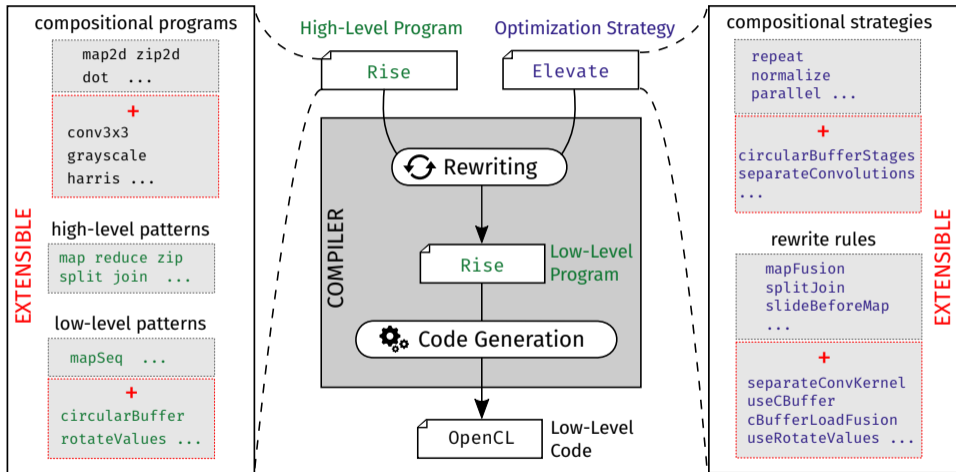 compositional programs
map2d zip2d
dot ...
+
conv3x3
grayscale
harris ...
high-level patterns
map reduce zip
split join ...
low-level patterns
mapSeq ...
+
circularBuffer
rotateValues ...
EXTENSIBLE
High-Level Program
Optimization Strategy
Rise
Elevate
COMPILER
Rewriting
Rise
Low-Level
Program
Code Generation
OpenCL
Low-Level
Code
compositional strategies
repeat
normalize
parallel ...
+
circularBufferStages
separateConvolutions
...
rewrite rules
mapFusion
splitJoin
slideBeforeMap
...
+
separateConvKernel
useCBuffer
cBufferLoadFusion
useRotateValues ...
EXTENSIBLE